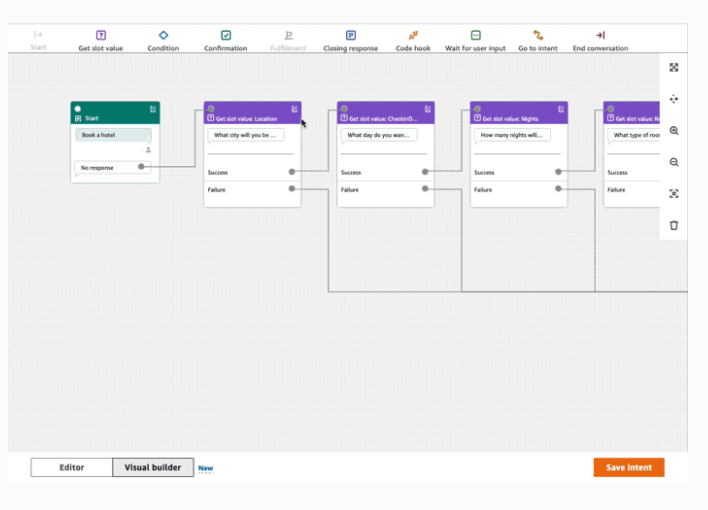 Start
Get slot value
Condition
Confirmation
Fulfillment
Closing response
Code hook
Wait for user input
Go to intent
End conversation
Start
Book a hotel
No response
Get slot value: Location
What city will you be ...
Success
Failure
Get slot value: CheckInD...
What day do you wan...
Success
Failure
Get slot value: Nights
How many nights will...
Success
Failure
Get slot value: R
What type of roo
Success
Failure
Editor
Visual builder
New
Save intent